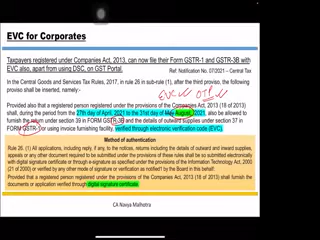 EVC for Corporates
Taxpayers registered under Companies Act, 2013, can now file their Form GSTR-1 and GSTR-3B with
EVC also, apart from using DSC, on GST Portal.
Ref: Notification No. 07/2021 – Central Tax
In the Central Goods and Services Tax Rules, 2017, in rule 26 in sub-rule (1), after the third proviso, the following
proviso shall be inserted, namely:-
EVC OTP
Provided also that a registered person registered under the provisions of the Companies Act, 2013 (18 of 2013)
shall, during the period from the 27th day of April, 2021 to the 31st day of May August, 2021, also be allowed to
furnish the return under section 39 in FORM GSTR-3B and the details of outward supplies under section 37 in
FORM GSTR-1 or using invoice furnishing facility, verified through electronic verification code (EVC).
Method of authentication
Rule 26. (1) All applications, including reply, if any, to the notices, returns including the details of outward and inward supplies,
appeals or any other document required to be submitted under the provisions of these rules shall be so submitted electronically
with digital signature certificate or through e-signature as specified under the provisions of the Information Technology Act, 2000
(21 of 2000) or verified by any other mode of signature or verification as notified by the Board in this behalf:
Provided that a registered person registered under the provisions of the Companies Act, 2013 (18 of 2013) shall furnish the
documents or application verified through digital signature certificate.
CA Navya Malhotra